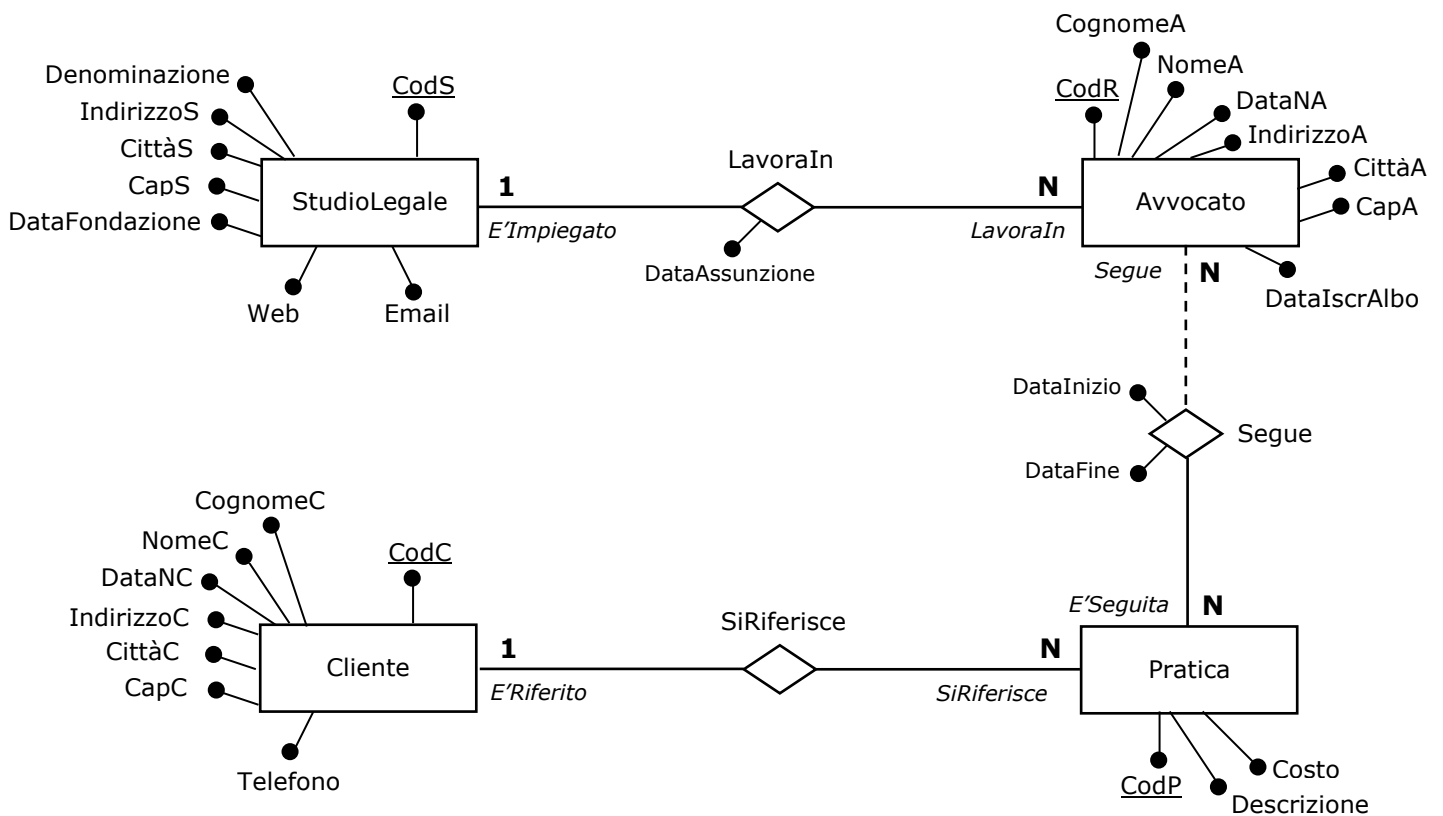 Denominazione
IndirizzoS
CittàS
CapS
DataFondazione
CodS
StudioLegale
Web
Email
1
E'Impiegato
LavoraIn
DataAssunzione
N
LavoraIn
CognomeA
NomeA
CodR
DataNA
IndirizzoA
CittàA
CapA
Avvocato
DataIscrAlbo
Segue
N
DataInizio
DataFine
Segue
E'Seguita
N
CognomeC
NomeC
DataNC
IndirizzoC
CittàC
CapC
CodC
Cliente
Telefono
1
E'Riferito
SiRiferisce
N
SiRiferisce
Pratica
CodP
Costo
Descrizione